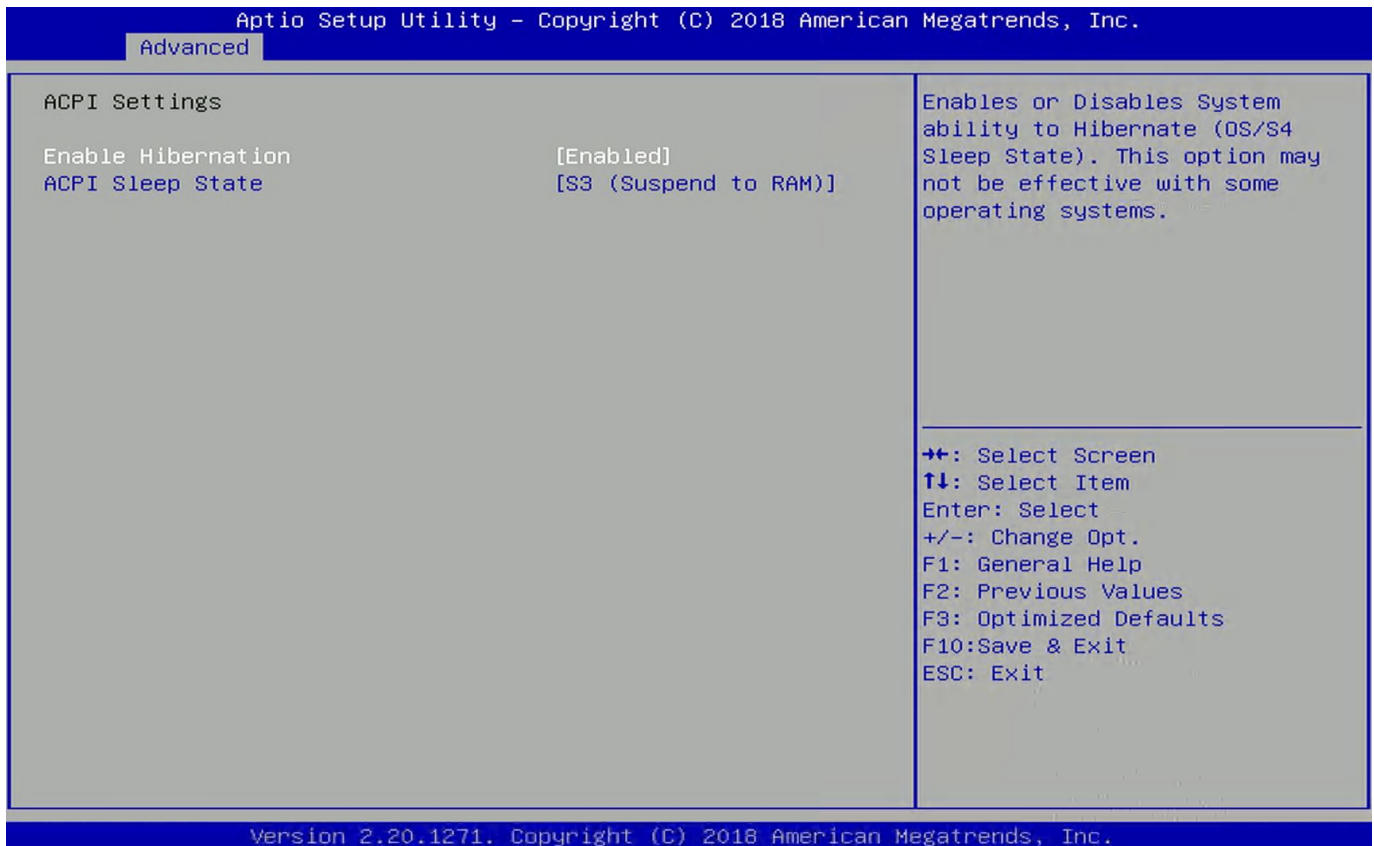 Aptio Setup Utility – Copyright (C) 2018 American Megatrends, Inc.
Advanced
ACPI Settings
Enable Hibernation [Enabled]
ACPI Sleep State [S3 (Suspend to RAM)]
Enables or Disables System
ability to Hibernate (OS/S4
Sleep State). This option may
not be effective with some
operating systems.
→←: Select Screen
↑↓: Select Item
Enter: Select
+/-: Change Opt.
F1: General Help
F2: Previous Values
F3: Optimized Defaults
F10:Save & Exit
ESC: Exit
Version 2.20.1271. Copyright (C) 2018 American Megatrends, Inc.